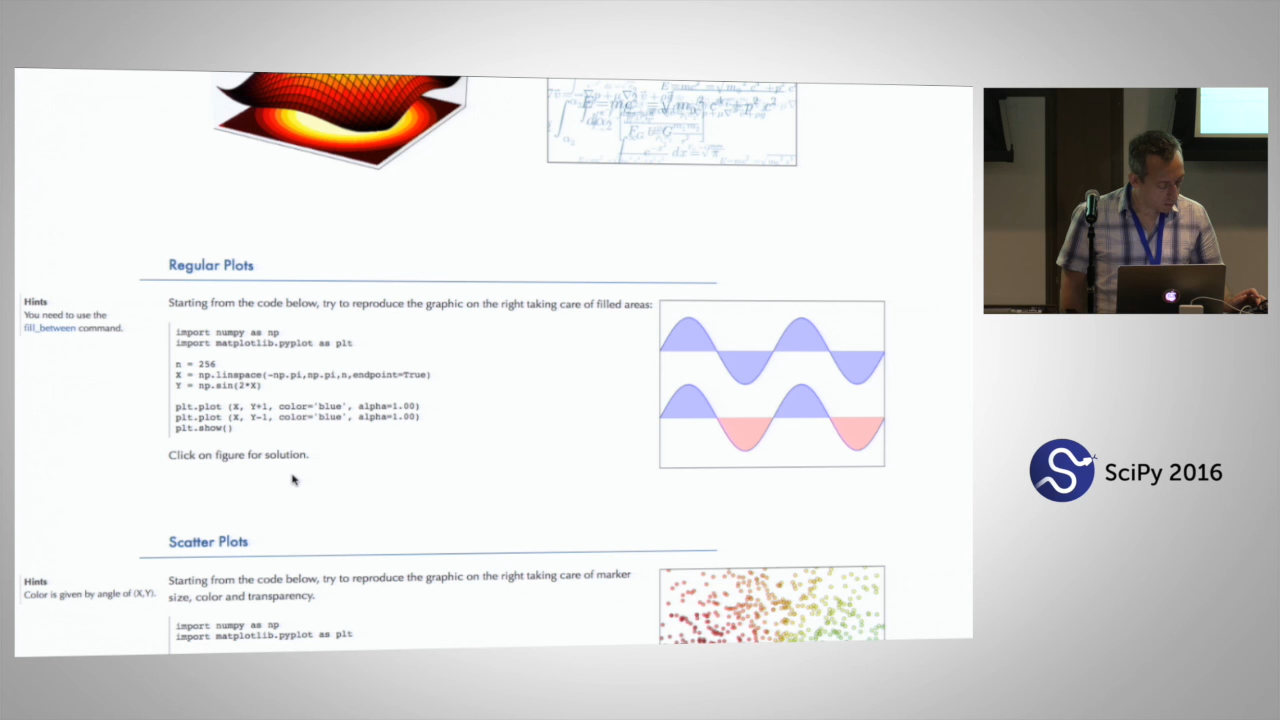 Regular Plots
Hints
You need to use the
fill_between command.
Starting from the code below, try to reproduce the graphic on the right taking care of filled areas:
import numpy as np
import matplotlib.pyplot as plt
n = 256
X = np.linspace(-np.pi,np.pi,n,endpoint=True)
Y = np.sin(2*X)
plt.plot (X, Y+1, color='blue', alpha=1.00)
plt.plot (X, Y-1, color='blue', alpha=1.00)
plt.show()
Click on figure for solution.
Scatter Plots
Hints
Color is given by angle of (X,Y).
Starting from the code below, try to reproduce the graphic on the right taking care of marker
size, color and transparency.
import numpy as np
import matplotlib.pyplot as plt
SciPy 2016